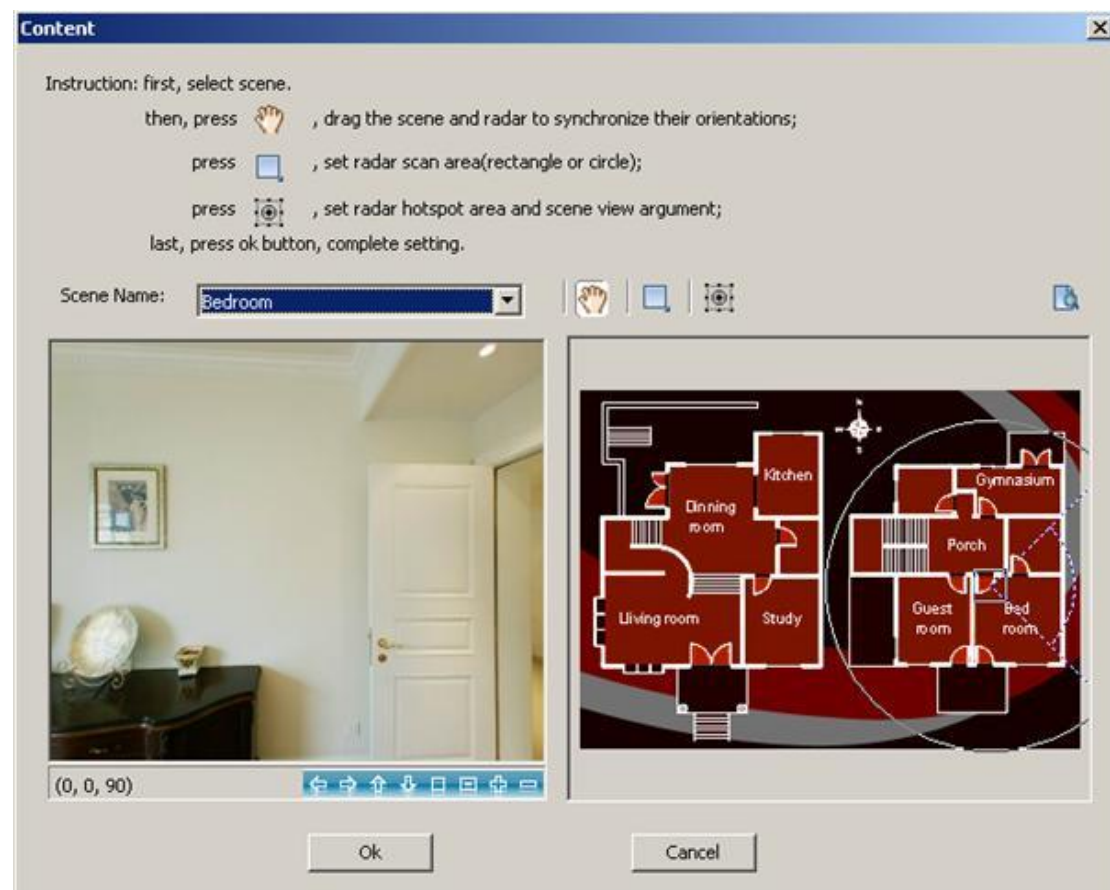 Content
Instruction: first, select scene.
then, press , drag the scene and radar to synchronize their orientations;
press , set radar scan area(rectangle or circle);
press , set radar hotspot area and scene view argument;
last, press ok button, complete setting.
Scene Name: Bedroom
Kitchen
Dinning
room
Lliving room
Study
Gymnasium
Porch
Guest
room
Bed
room
(0, 0, 90)
Ok Cancel